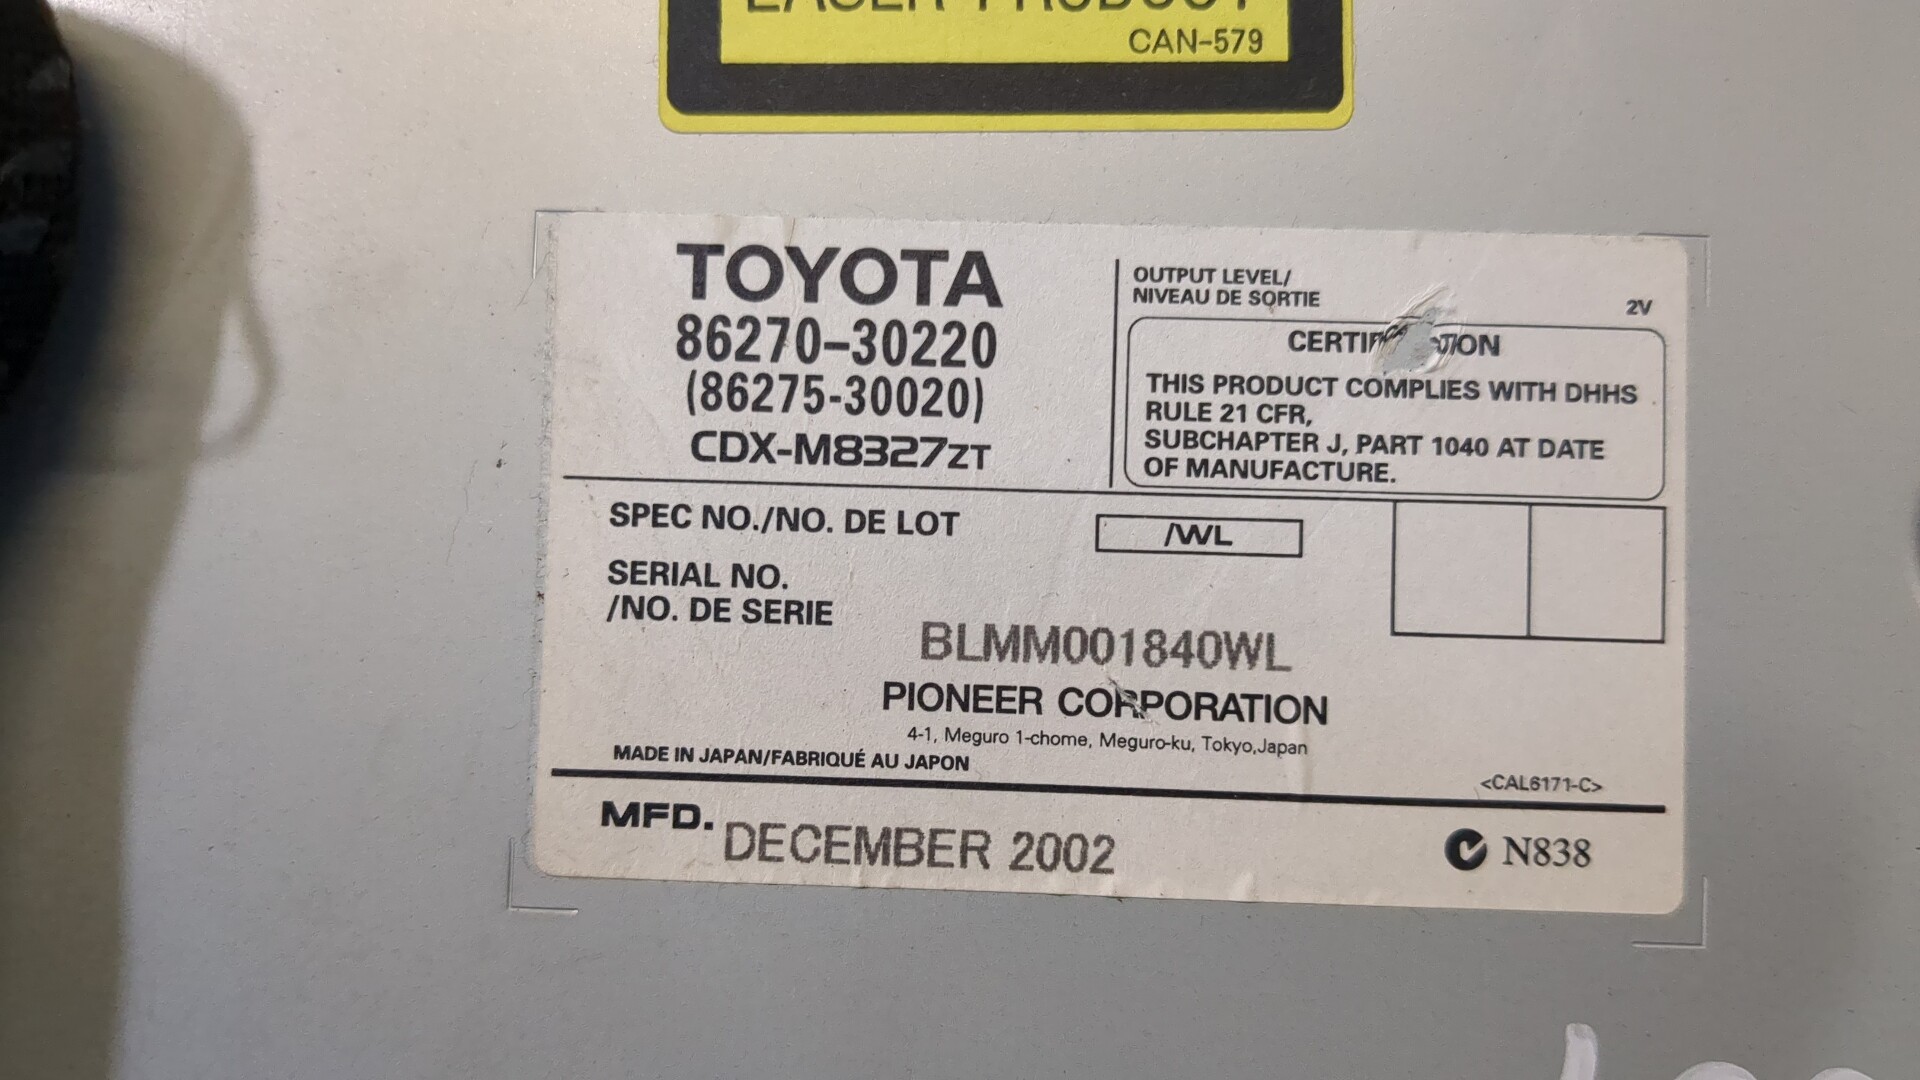 LASER PRODUCT
CAN-579
TOYOTA
86270-30220
(86275-30020)
CDX-M8327ZT
OUTPUT LEVEL/
NIVEAU DE SORTIE
2V
THIS PRODUCT COMPLIES WITH DHHS
RULE 21 CFR,
SUBCHAPTER J, PART 1040 AT DATE
OF MANUFACTURE.
SPEC NO./NO. DE LOT
/WL
SERIAL NO.
/NO. DE SERIE
BLMM001840WL
PIONEER CORPORATION
4-1, Meguro 1-chome, Meguro-ku, Tokyo,Japan
MADE IN JAPAN/FABRIQUÉ AU JAPON
<CAL6171-C>
MFD. DECEMBER 2002
N838